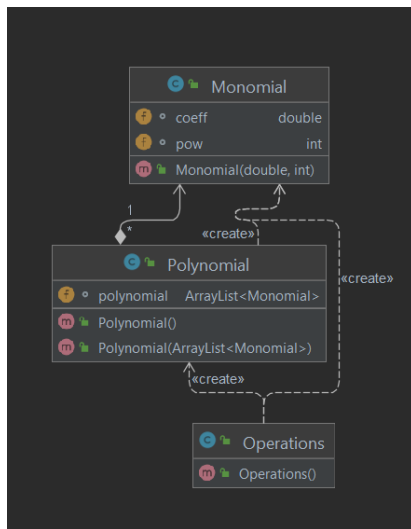 Monomial
coeff double
pow int
Monomial(double, int)
1
*
«create»
Polynomial
polynomial ArrayList<Monomial>
«create»
Polynomial()
Polynomial(ArrayList<Monomial>)
«create»
Operations
Operations()